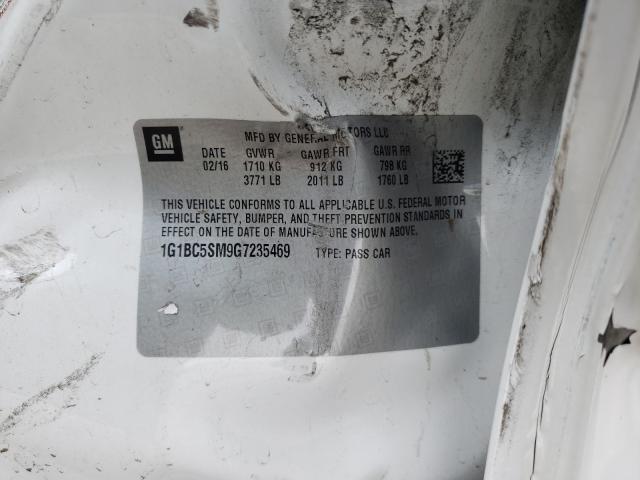 GM
MFD BY GENERAL MOTORS LLC
DATE GVWR GAWR FRT GAWR RR
02/16 1710 KG 912 KG 798 KG
3771 LB 2011 LB 1760 LB
THIS VEHICLE CONFORMS TO ALL APPLICABLE U.S. FEDERAL MOTOR
VEHICLE SAFETY, BUMPER, AND THEFT PREVENTION STANDARDS IN
EFFECT ON THE DATE OF MANUFACTURE SHOWN ABOVE.
1G1BC5SM9G7235469 TYPE: PASS CAR